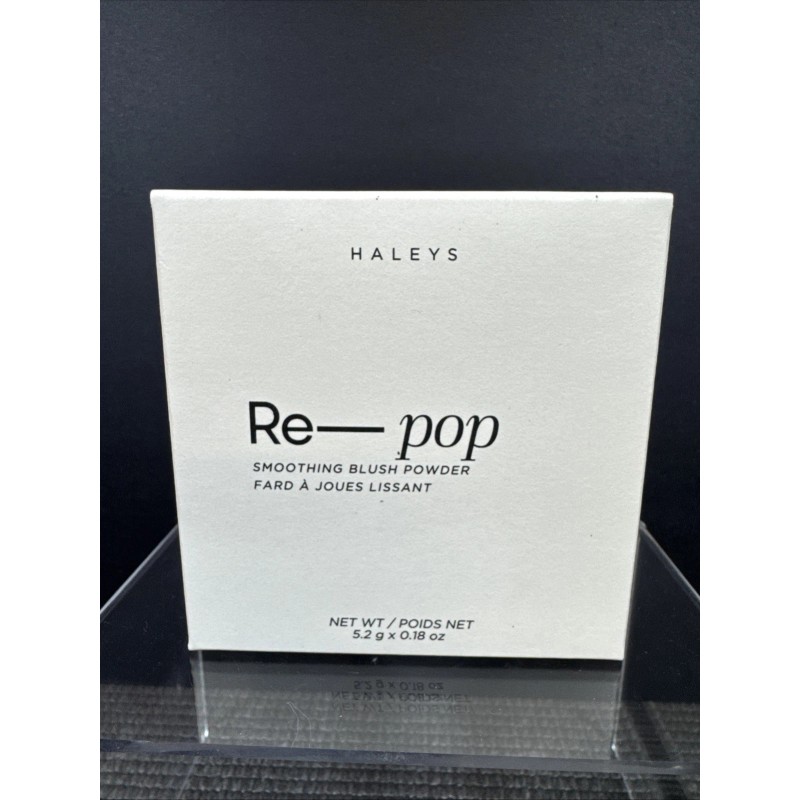 HALEYS
Re— pop
SMOOTHING BLUSH POWDER
FARD À JOUES LISSANT
NET WT / POIDS NET
5.2 g x 0.18 oz